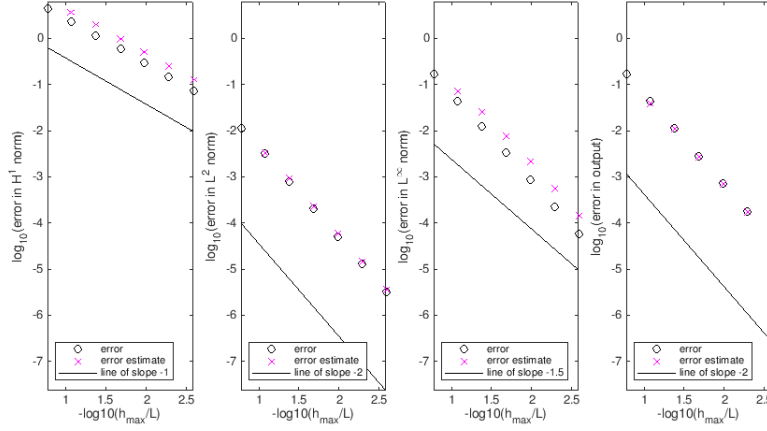 0
-1
-2
-3
-4
-5
-6
-7
log10(error in H1 norm)
error
error estimate
line of slope -1
1
1.5
2
2.5
-log10(hmax/L)
0
-1
-2
-3
-4
-5
-6
-7
log10(error in L2 norm)
error
error estimate
line of slope -2
1
1.5
2
2.5
-log10(hmax/L)
0
-1
-2
-3
-4
-5
-6
-7
log10(error in L∞ norm)
error
error estimate
line of slope -1.5
1
1.5
2
2.5
-log10(hmax/L)
0
-1
-2
-3
-4
-5
-6
-7
log10(error in output)
error
error estimate
line of slope -2
1
1.5
2
2.5
-log10(hmax/L)